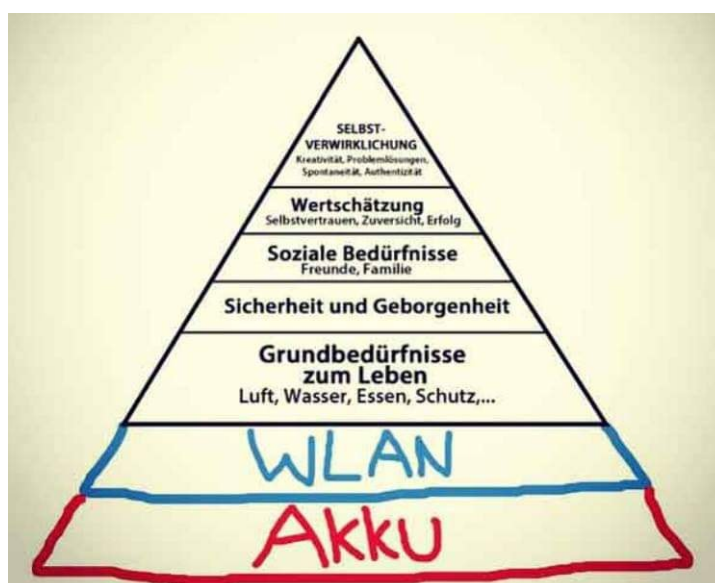 SELBST-
VERWIRKLICHUNG
Kreativität, Problemlösungen,
Spontaneität, Authentizität
Wertschätzung
Selbstvertrauen, Zuversicht, Erfolg
Soziale Bedürfnisse
Freunde, Familie
Sicherheit und Geborgenheit
Grundbedürfnisse
zum Leben
Luft, Wasser, Essen, Schutz,...
WLAN
AKKU